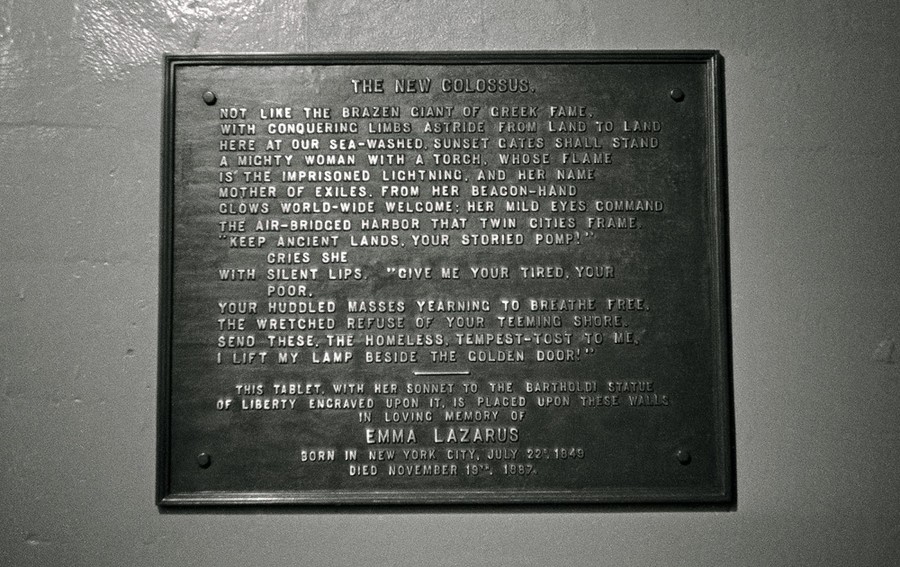 THE NEW COLOSSUS.
NOT LIKE THE BRAZEN GIANT OF GREEK FAME,
WITH CONQUERING LIMBS ASTRIDE FROM LAND TO LAND
HERE AT OUR SEA-WASHED, SUNSET GATES SHALL STAND
A MIGHTY WOMAN WITH A TORCH, WHOSE FLAME
IS THE IMPRISONED LIGHTNING, AND HER NAME
MOTHER OF EXILES. FROM HER BEACON-HAND
GLOWS WORLD-WIDE WELCOME; HER MILD EYES COMMAND
THE AIR-BRIDGED HARBOR THAT TWIN CITIES FRAME.
"KEEP ANCIENT LANDS, YOUR STORIED POMP!"
CRIES SHE
WITH SILENT LIPS, "GIVE ME YOUR TIRED, YOUR
POOR,
YOUR HUDDLED MASSES YEARNING TO BREATHE FREE,
THE WRETCHED REFUSE OF YOUR TEEMING SHORE.
SEND THESE, THE HOMELESS, TEMPEST-TOST TO ME,
I LIFT MY LAMP BESIDE THE GOLDEN DOOR!"
THIS TABLET, WITH HER SONNET TO THE BARTHOLDI STATUE
OF LIBERTY ENGRAVED UPON IT, IS PLACED UPON THESE WALLS
IN LOVING MEMORY OF
EMMA LAZARUS
BORN IN NEW YORK CITY, JULY 22ᵈ, 1849
DIED NOVEMBER 19ᵗʰ, 1887.